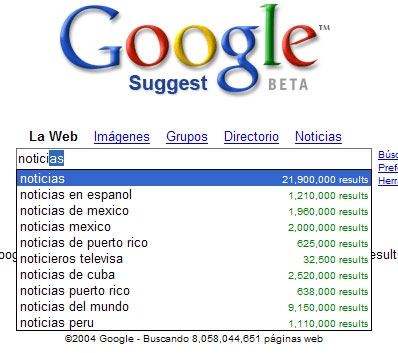 Google™
Suggest BETA
La Web Imágenes Grupos Directorio Noticias
noticias
noticias 21,900,000 results
noticias en espanol 1,210,000 results
noticias de mexico 1,960,000 results
noticias mexico 2,000,000 results
noticias de puerto rico 625,000 results
noticieros televisa 32,500 results
noticias de cuba 2,520,000 results
noticias puerto rico 638,000 results
noticias del mundo 9,150,000 results
noticias peru 1,110,000 results
Búsq
Pref
Herr
©2004 Google - Buscando 8,058,044,651 páginas web